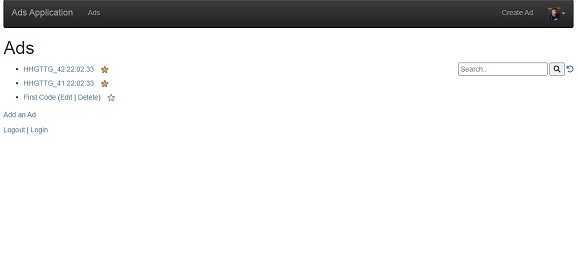 Ads Application Ads Create Ad
Ads
HHGTTG_42 22:02:33
Search..
HHGTTG_41 22:02:33
First Code (Edit | Delete)
Add an Ad
Logout | Login